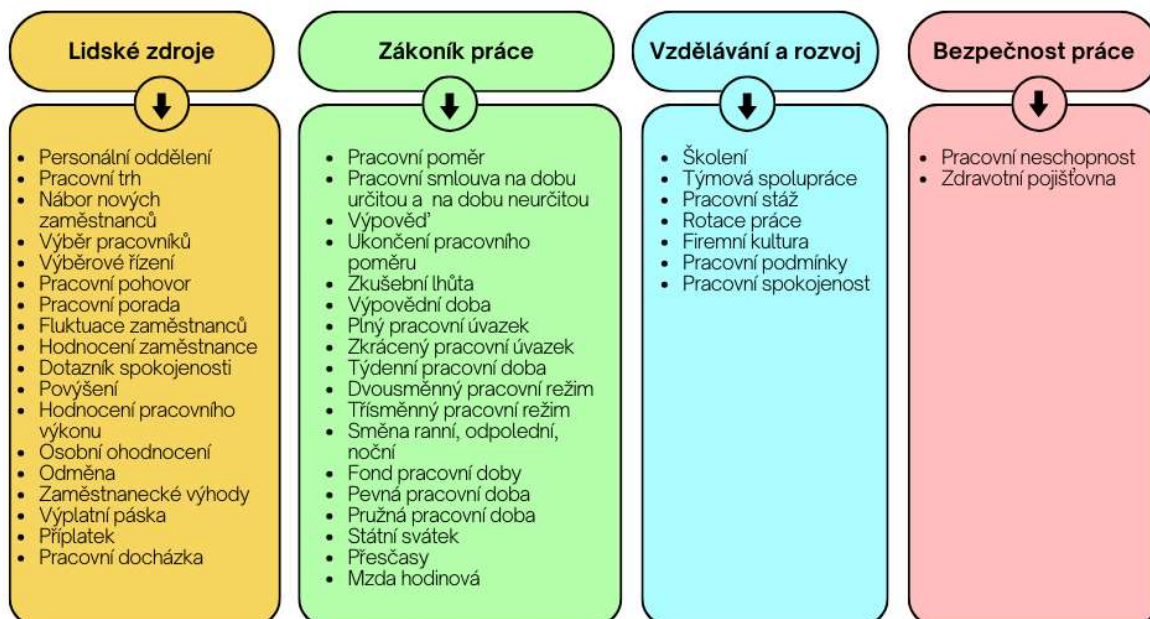 Lidské zdroje
Personální oddělení
Pracovní trh
Nábor nových
zaměstnanců
Výběr pracovníků
Výběrové řízení
Pracovní pohovor
Pracovní porada
Fluktuace zaměstnanců
Hodnocení zaměstnance
Dotazník spokojenosti
Povýšení
Hodnocení pracovního
výkonu
Osobní ohodnocení
Odměna
Zaměstnanecké výhody
Výplatní páska
Příplatek
Pracovní docházka
Zákoník práce
Pracovní poměr
Pracovní smlouva na dobu
určitou a na dobu neurčitou
Výpověď
Ukončení pracovního
poměru
Zkušební lhůta
Výpovědní doba
Plný pracovní úvazek
Zkrácený pracovní úvazek
Týdenní pracovní doba
Dvousměnný pracovní režim
Třísměnný pracovní režim
Směna ranní, odpolední,
noční
Fond pracovní doby
Pevná pracovní doba
Pružná pracovní doba
Státní svátek
Přesčasy
Mzda hodinová
Vzdělávání a rozvoj
Školení
Týmová spolupráce
Pracovní stáž
Rotace práce
Firemní kultura
Pracovní podmínky
Pracovní spokojenost
Bezpečnost práce
Pracovní neschopnost
Zdravotní pojišťovna